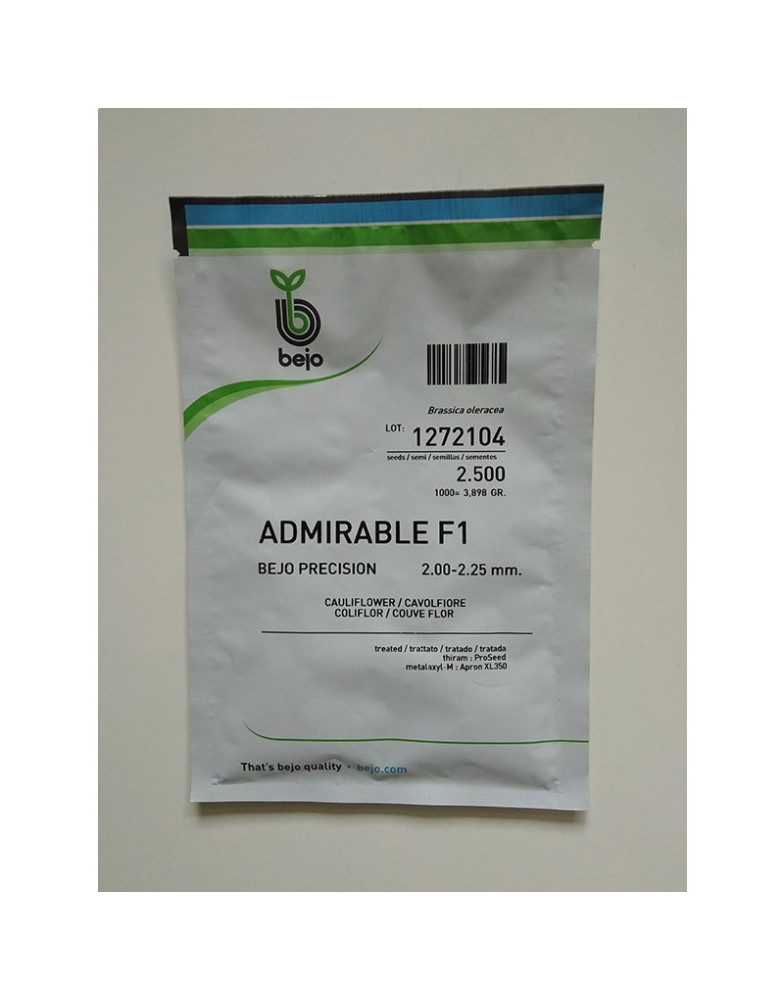 bejo
Brassica oleracea
LOT: 1272104
seeds / semi / semillas / sementes
2.500
1000= 3,898 GR.
ADMIRABLE F1
BEJO PRECISION 2.00-2.25 mm.
CAULIFLOWER / CAVOLFIORE
COLIFLOR / COUVE FLOR
treated / trattato / tratado / tratada
thiram : ProSeed
metalaxyl-M : Apron XL350
That's bejo quality - bejo.com